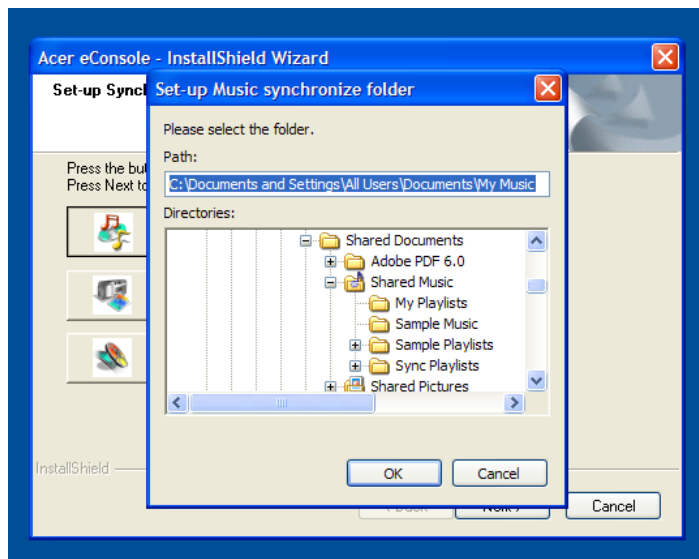 Acer eConsole - InstallShield Wizard
Set-up Syncl
Set-up Music synchronize folder
Please select the folder.
Path:
C:\Documents and Settings\All Users\Documents\My Music
Directories:
Shared Documents
Adobe PDF 6.0
Shared Music
My Playlists
Sample Music
Sample Playlists
Sync Playlists
Shared Pictures
Press the but
Press Next to
OK
Cancel
InstallShield
Cancel